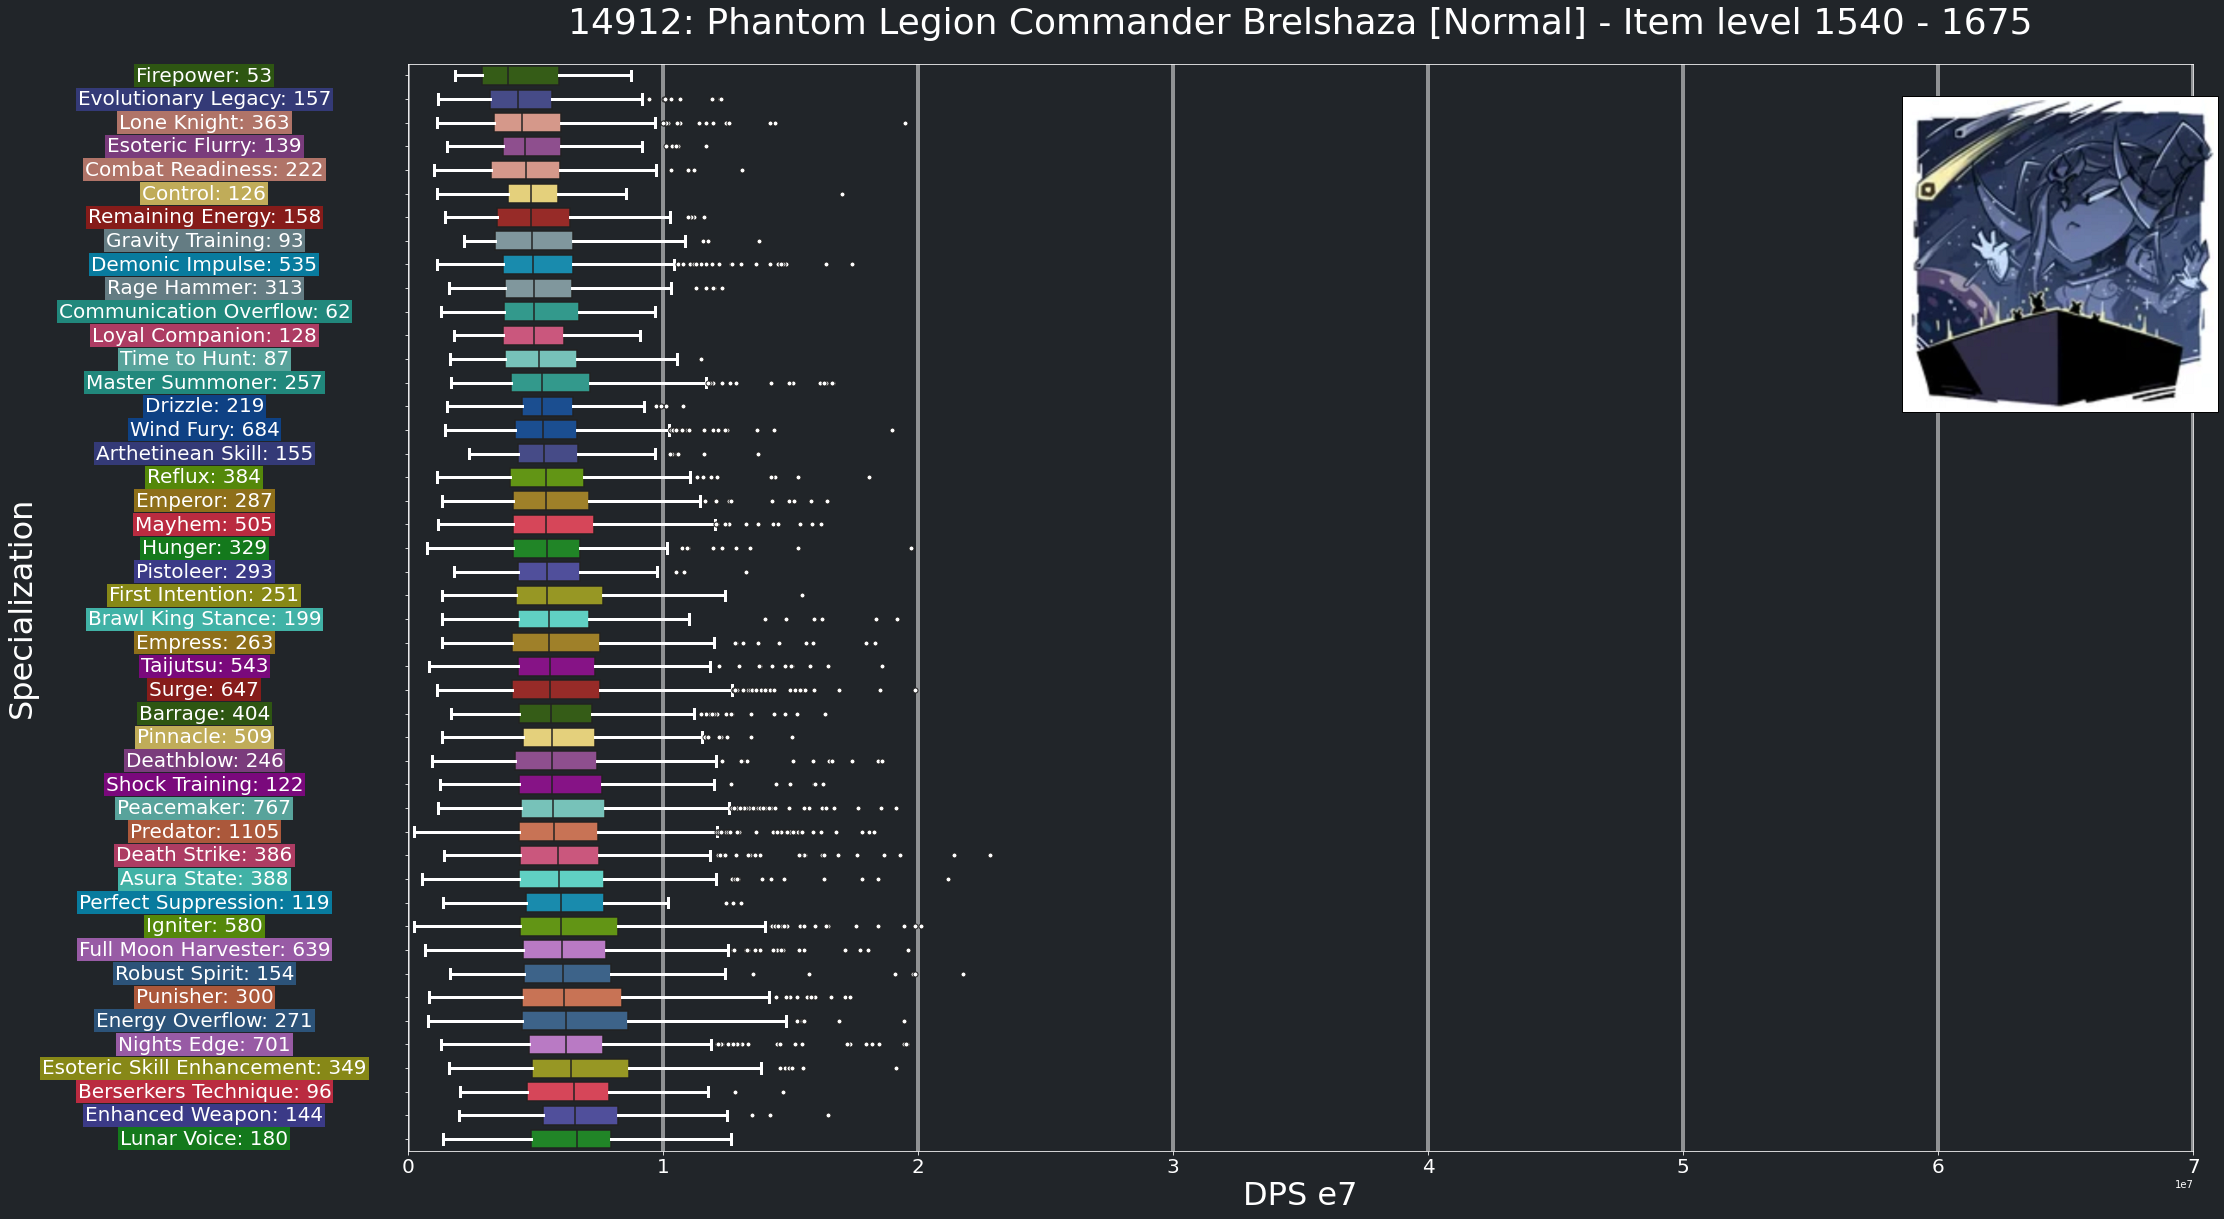 14912: Phantom Legion Commander Brelshaza [Normal] - Item level 1540 - 1675
Specialization
Firepower: 53
Evolutionary Legacy: 157
Lone Knight: 363
Esoteric Flurry: 139
Combat Readiness: 222
Control: 126
Remaining Energy: 158
Gravity Training: 93
Demonic Impulse: 535
Rage Hammer: 313
Communication Overflow: 62
Loyal Companion: 128
Time to Hunt: 87
Master Summoner: 257
Drizzle: 219
Wind Fury: 684
Arthetinean Skill: 155
Reflux: 384
Emperor: 287
Mayhem: 505
Hunger: 329
Pistoleer: 293
First Intention: 251
Brawl King Stance: 199
Empress: 263
Taijutsu: 543
Surge: 647
Barrage: 404
Pinnacle: 509
Deathblow: 246
Shock Training: 122
Peacemaker: 767
Predator: 1105
Death Strike: 386
Asura State: 388
Perfect Suppression: 119
Igniter: 580
Full Moon Harvester: 639
Robust Spirit: 154
Punisher: 300
Energy Overflow: 271
Nights Edge: 701
Esoteric Skill Enhancement: 349
Berserkers Technique: 96
Enhanced Weapon: 144
Lunar Voice: 180
0 1 2 3 4 5 6 7
1e7
DPS e7